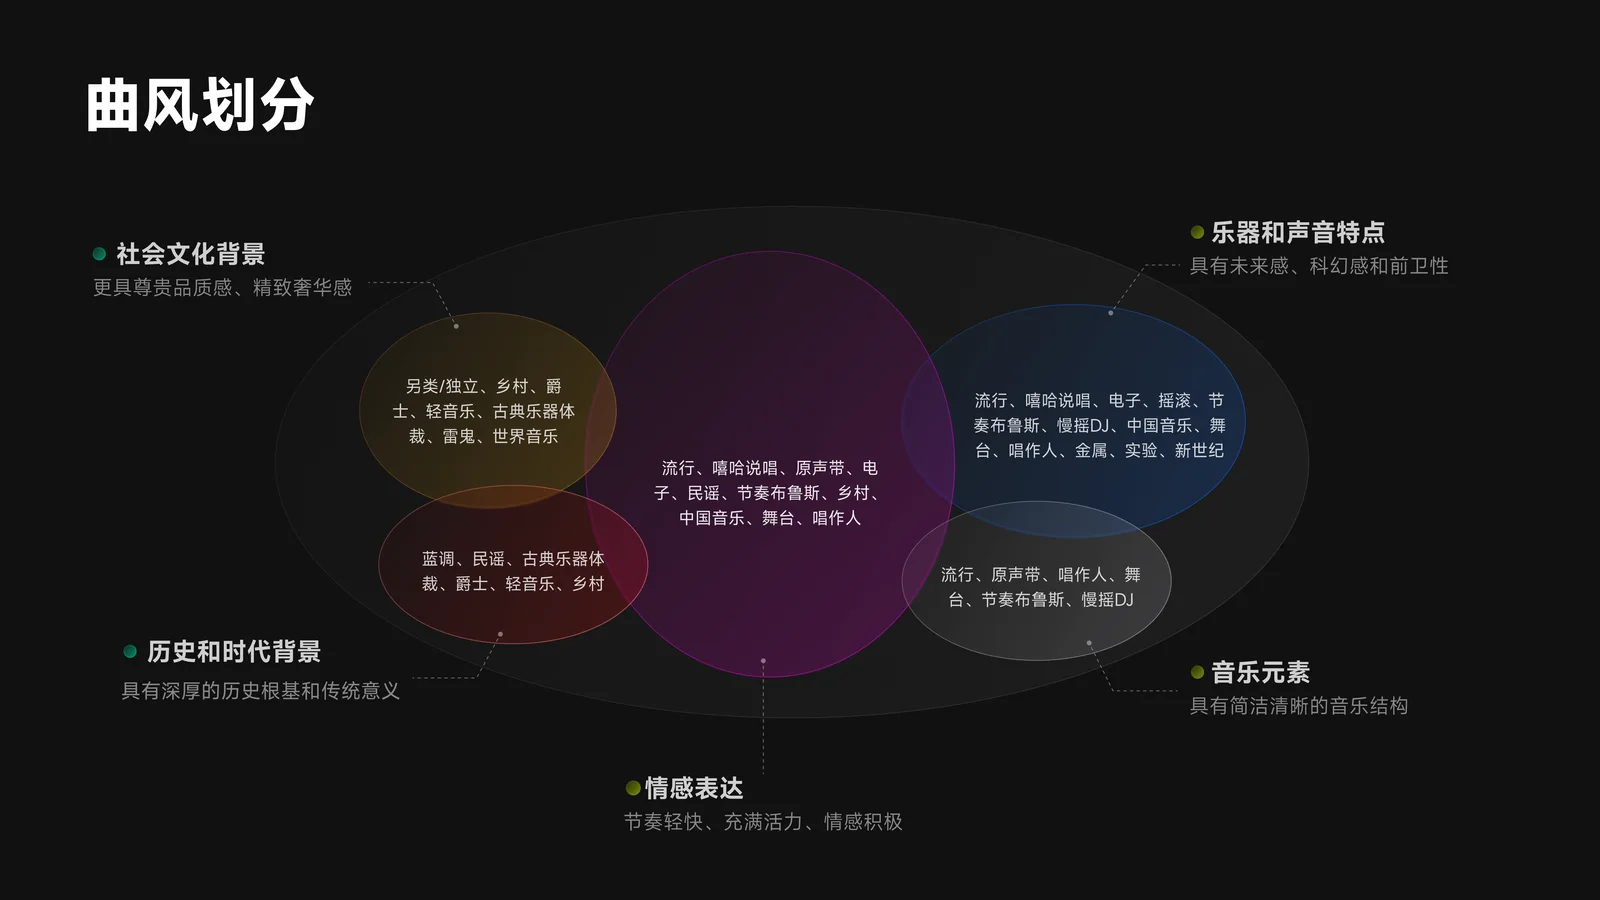 曲风划分
社会文化背景
更具尊贵品质感、精致奢华感
乐器和声音特点
具有未来感、科幻感和前卫性
另类/独立、乡村、爵
士、轻音乐、古典乐器体
裁、雷鬼、世界音乐
流行、嘻哈说唱、原声带、电
子、民谣、节奏布鲁斯、乡村、
中国音乐、舞台、唱作人
流行、嘻哈说唱、电子、摇滚、节
奏布鲁斯、慢摇DJ、中国音乐、舞
台、唱作人、金属、实验、新世纪
蓝调、民谣、古典乐器体
裁、爵士、轻音乐、乡村
流行、原声带、唱作人、舞
台、节奏布鲁斯、慢摇DJ
历史和时代背景
具有深厚的历史根基和传统意义
音乐元素
具有简洁清晰的音乐结构
情感表达
节奏轻快、充满活力、情感积极